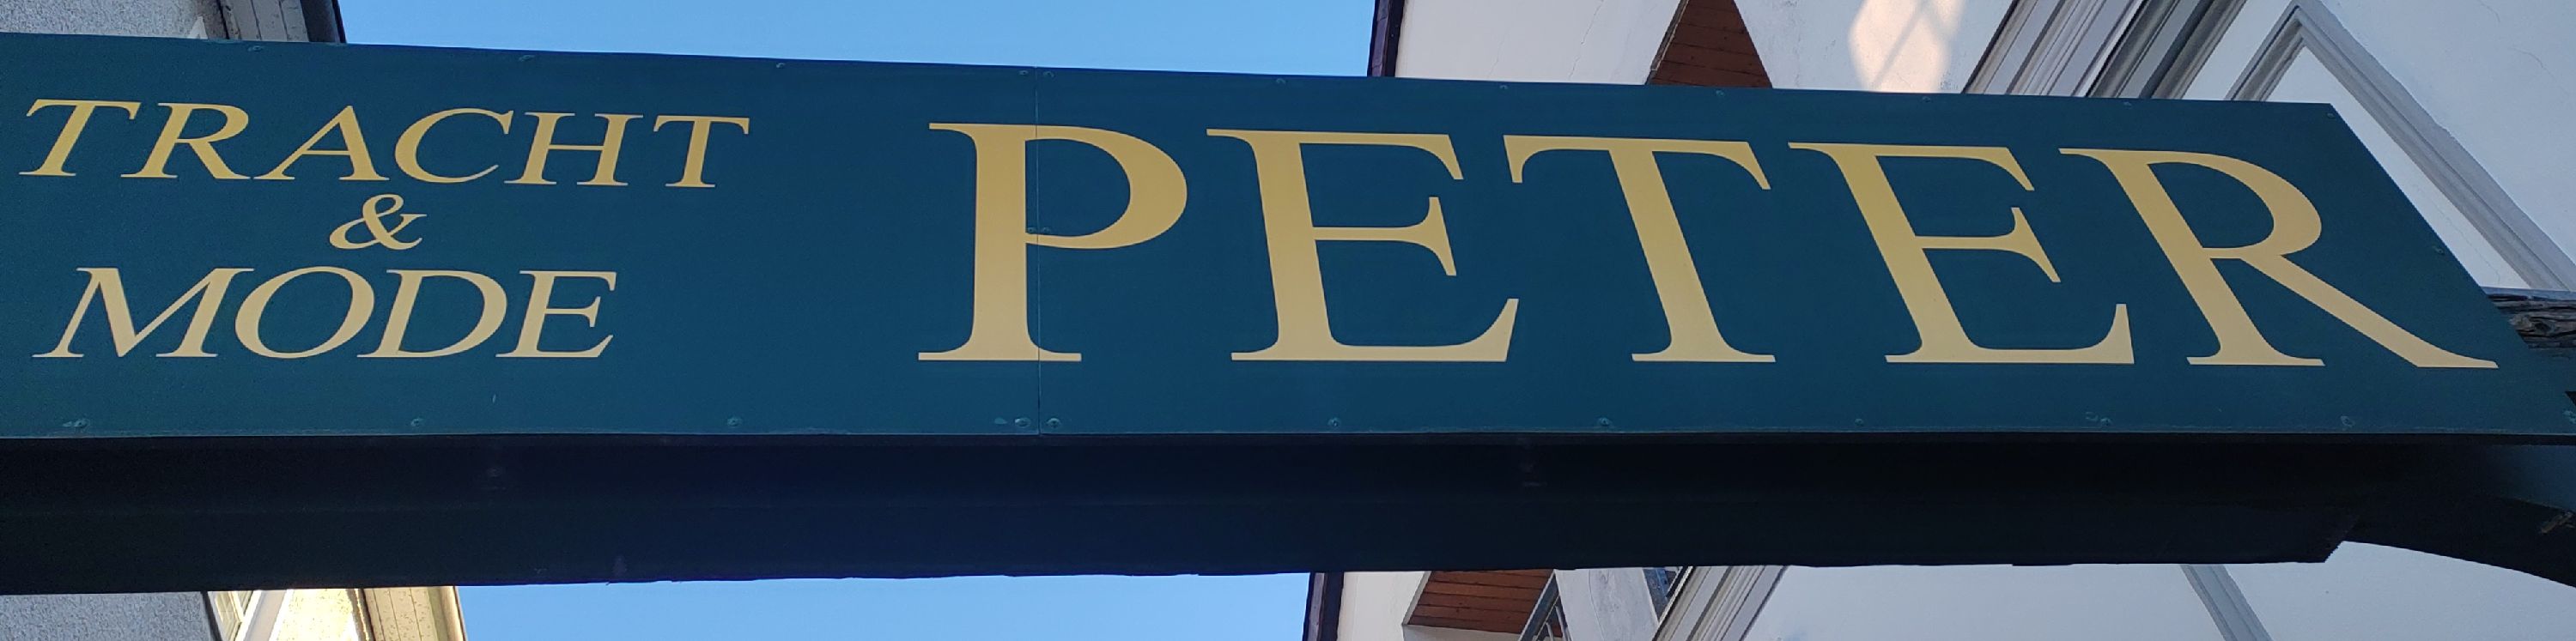 TRACHT
&
MODE
PETER